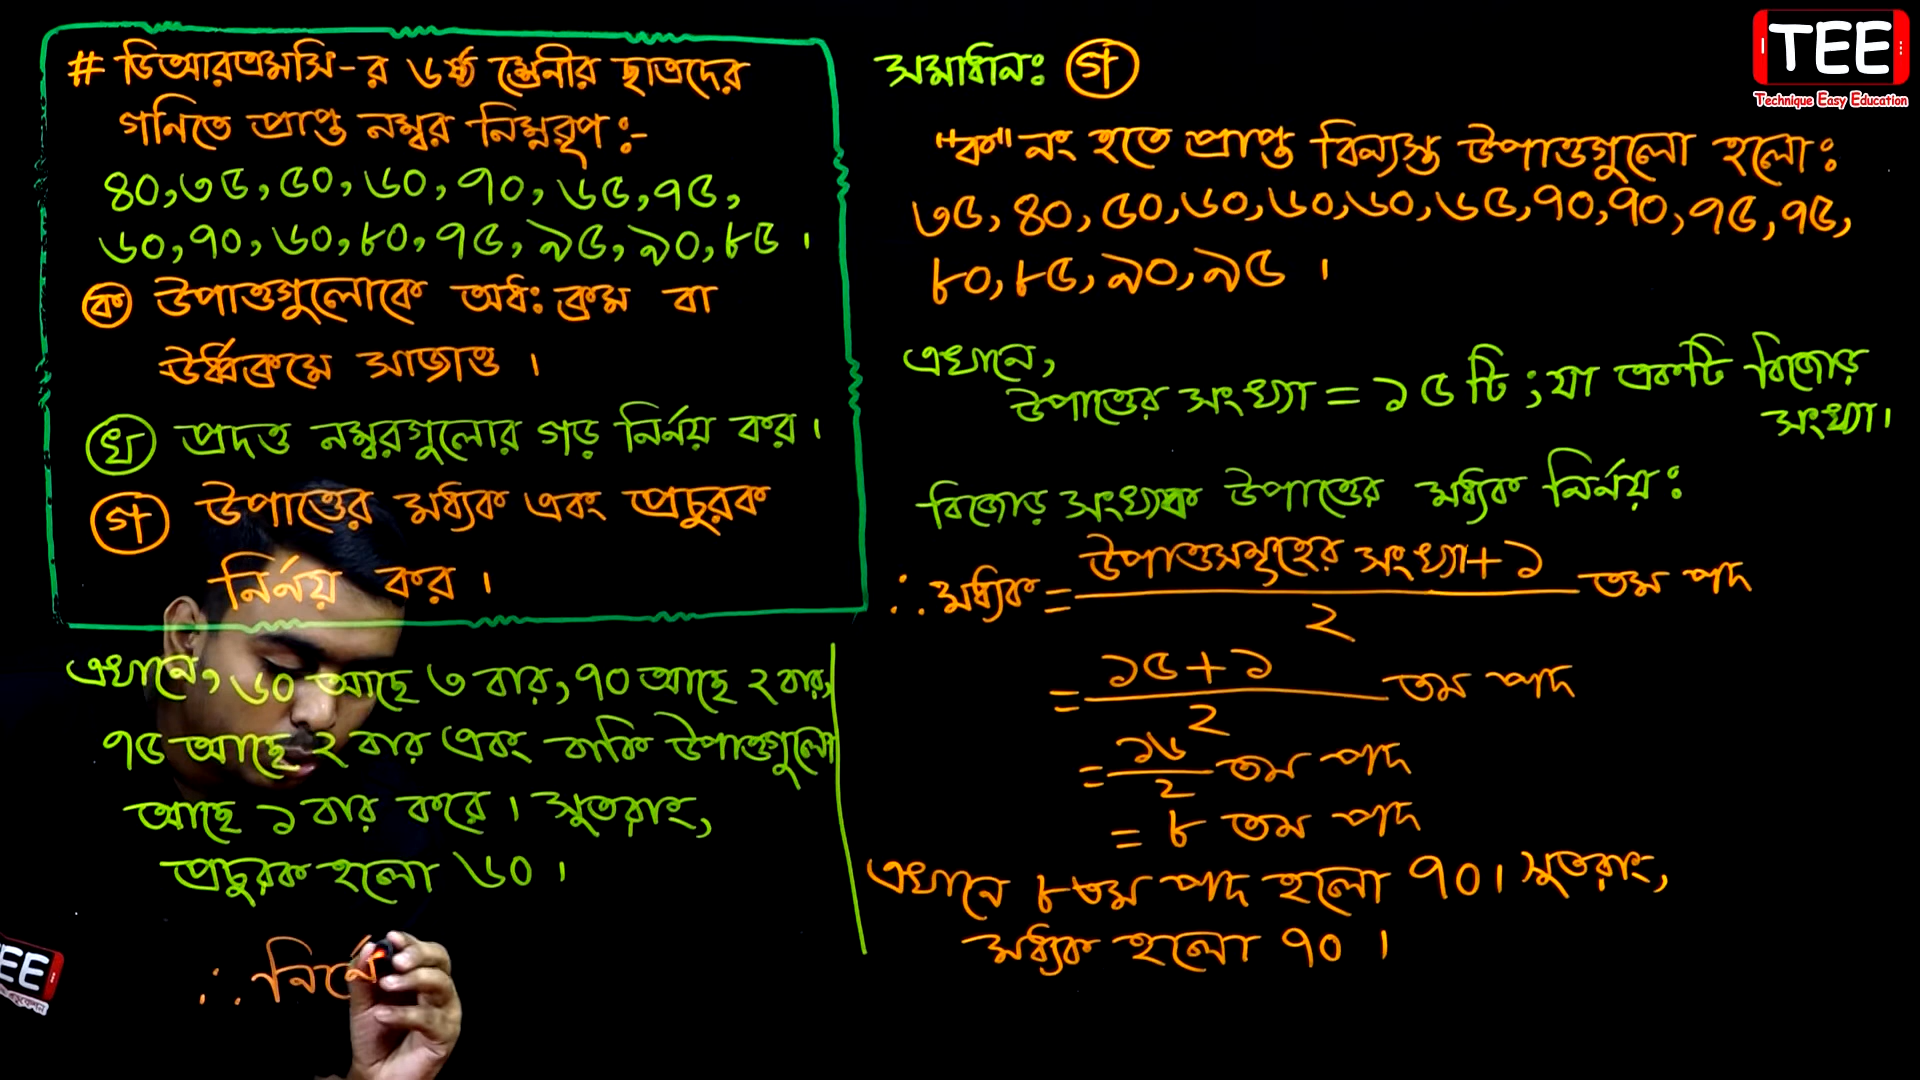 # ডিআরএমসি-র ৬ষ্ঠ শ্রেনীর ছাত্রদের
গনিতে প্রাপ্ত নম্বর নিম্নরূপ:-
৪০, ৩৫, ৫০, ৬০, ৭০, ৬৫, ৭৫,
৬০, ৭০, ৬০, ৮০, ৭৫, ৯৫, ৯০, ৮৫ ।
ক উপাত্তগুলোকে অধঃ ক্রম বা
উর্ধ্বক্রমে সাজাও ।
খ প্রদত্ত নম্বরগুলোর গড় নির্নয় কর ।
গ উপাত্তের মধ্যক এবং প্রচুরক
নির্নয় কর ।
এখানে, ৬০ আছে ৩ বার, ৭০ আছে ২ বার,
৭৫ আছে ২ বার এবং বাকি উপাত্তগুলো
আছে ১ বার করে । সুতরাং,
প্রচুরক হলো ৬০ ।
∴ নির্নে
সমাধান: গ
"ক" নং হতে প্রাপ্ত বিন্যস্ত উপাত্তগুলো হলো:
৩৫, ৪০, ৫০, ৬০, ৬০, ৬০, ৬৫, ৭০, ৭০, ৭৫, ৭৫,
৮০, ৮৫, ৯০, ৯৫ ।
এখানে,
উপাত্তের সংখ্যা = ১৫ টি ; যা একটি বিজোড়
সংখ্যা ।
বিজোড় সংখ্যক উপাত্তের মধ্যক নির্নয়:
∴ মধ্যক = উপাত্তসমূহের সংখ্যা + ১ / ২ তম পদ
= ১৫ + ১ / ২ তম পদ
= ১৬ / ২ তম পদ
= ৮ তম পদ
এখানে ৮ তম পদ হলো ৭০ । সুতরাং,
মধ্যক হলো ৭০ ।
TEE
Technique Easy Education
EE